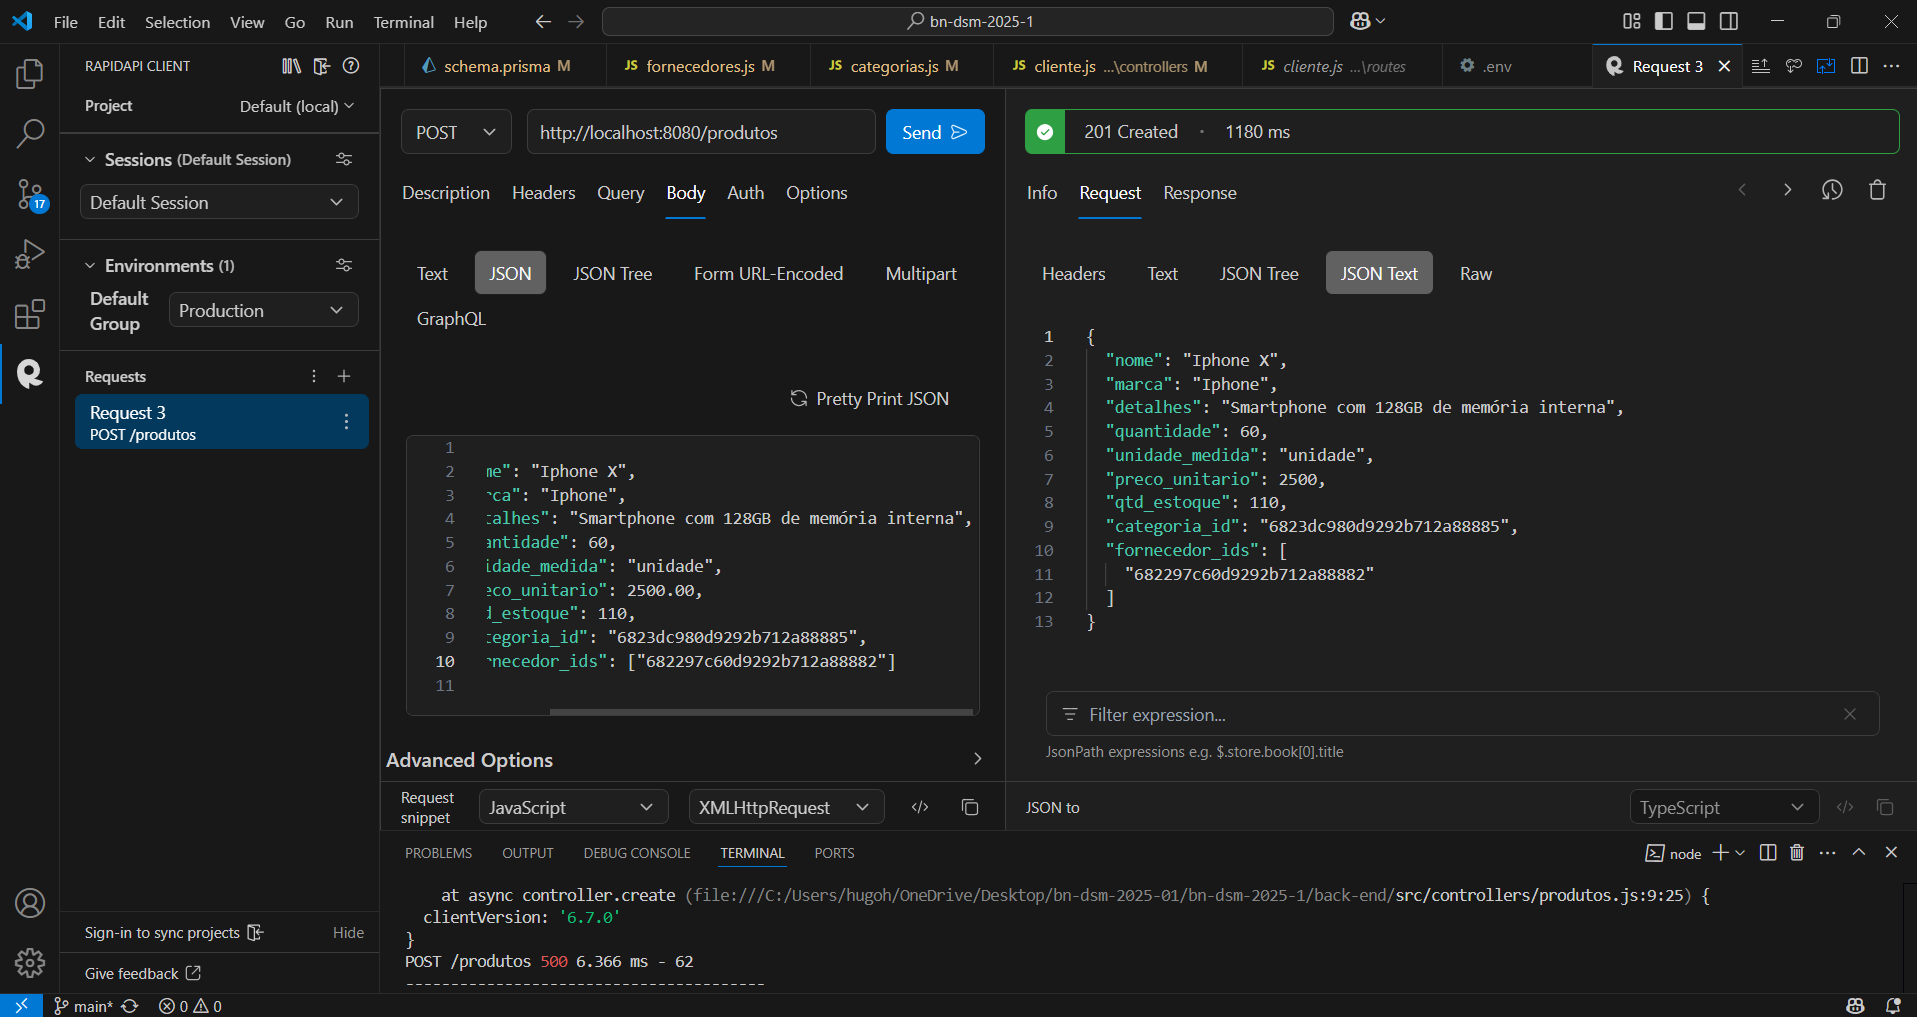 File Edit Selection View Go Run Terminal Help
bn-dsm-2025-1
RAPIDAPI CLIENT
Project Default (local)
Sessions (Default Session)
Default Session
Environments (1)
Default Group
Production
Requests
Request 3
POST /produtos
Sign-in to sync projects
Hide
Give feedback
17
schema.prisma M
JS fornecedores.js M
JS categorias.js M
JS cliente.js ...\controllers M
JS cliente.js ...\routes
.env
Request 3
POST
http://localhost:8080/produtos
Send
Description Headers Query Body Auth Options
Text JSON JSON Tree Form URL-Encoded Multipart
GraphQL
Pretty Print JSON
1
2 me": "Iphone X",
3 rca": "Iphone",
4 talhes": "Smartphone com 128GB de memória interna",
5 antidade": 60,
6 idade_medida": "unidade",
7 eco_unitario": 2500.00,
8 d_estoque": 110,
9 tegoria_id": "6823dc980d9292b712a88885",
10 rnecedor_ids": ["682297c60d9292b712a88882"]
11
Advanced Options
Request snippet
JavaScript
XMLHttpRequest
201 Created · 1180 ms
Info Request Response
Headers Text JSON Tree JSON Text Raw
1 {
2 "nome": "Iphone X",
3 "marca": "Iphone",
4 "detalhes": "Smartphone com 128GB de memória interna",
5 "quantidade": 60,
6 "unidade_medida": "unidade",
7 "preco_unitario": 2500,
8 "qtd_estoque": 110,
9 "categoria_id": "6823dc980d9292b712a88885",
10 "fornecedor_ids": [
11 "682297c60d9292b712a88882"
12 ]
13 }
Filter expression...
JsonPath expressions e.g. $.store.book[0].title
JSON to
TypeScript
PROBLEMS OUTPUT DEBUG CONSOLE TERMINAL PORTS
node
at async controller.create (file:///C:/Users/hugoh/OneDrive/Desktop/bn-dsm-2025-01/bn-dsm-2025-1/back-end/src/controllers/produtos.js:9:25) {
clientVersion: '6.7.0'
}
POST /produtos 500 6.366 ms - 62
----------------------------------------
main* 0 0